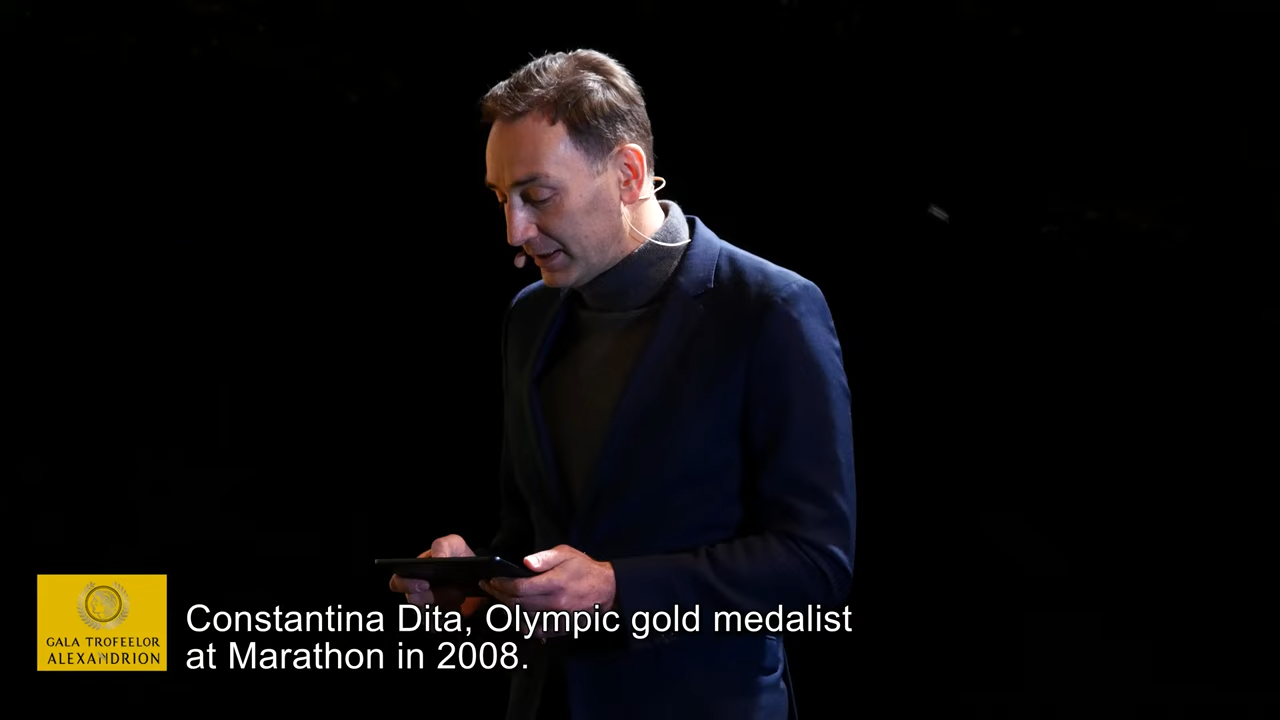 GALA TROFEELOR
ALEXANDRION
Constantina Dita, Olympic gold medalist
at Marathon in 2008.